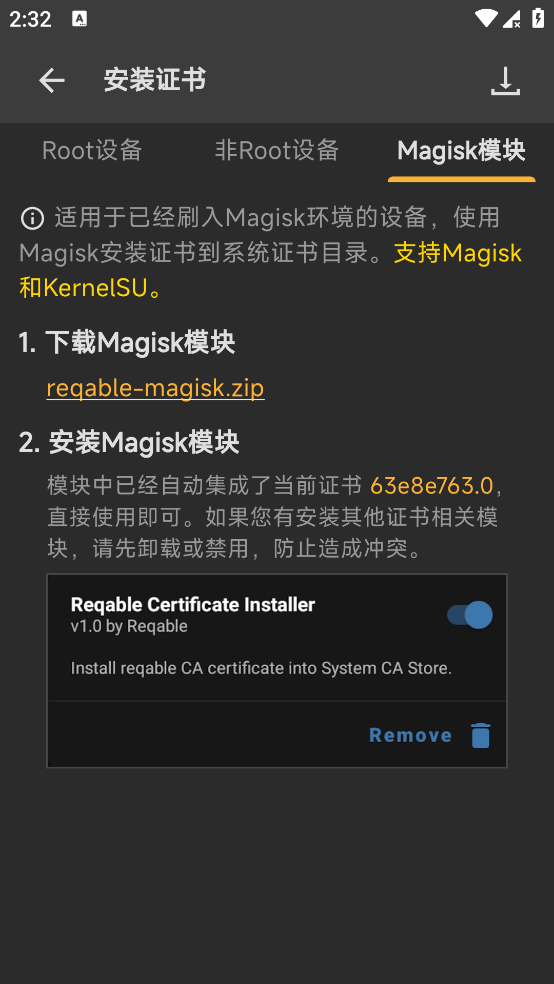 2:32
A
安装证书
Root设备
非Root设备
Magisk模块
适用于已经刷入Magisk环境的设备，使用
Magisk安装证书到系统证书目录。支持Magisk
和KernelSU。
1. 下载Magisk模块
reqable-magisk.zip
2. 安装Magisk模块
模块中已经自动集成了当前证书 63e8e763.0,
直接使用即可。如果您有安装其他证书相关模
块，请先卸载或禁用，防止造成冲突。
Reqable Certificate Installer
v1.0 by Reqable
Install reqable CA certificate into System CA Store.
Remove